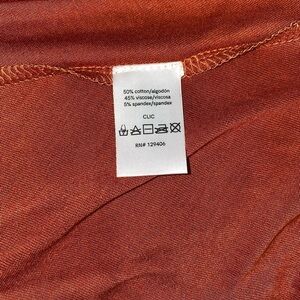 50% cotton/algodón
45% viscose/viscosa
5% spandex/spandex
CLIC
RN# 129406